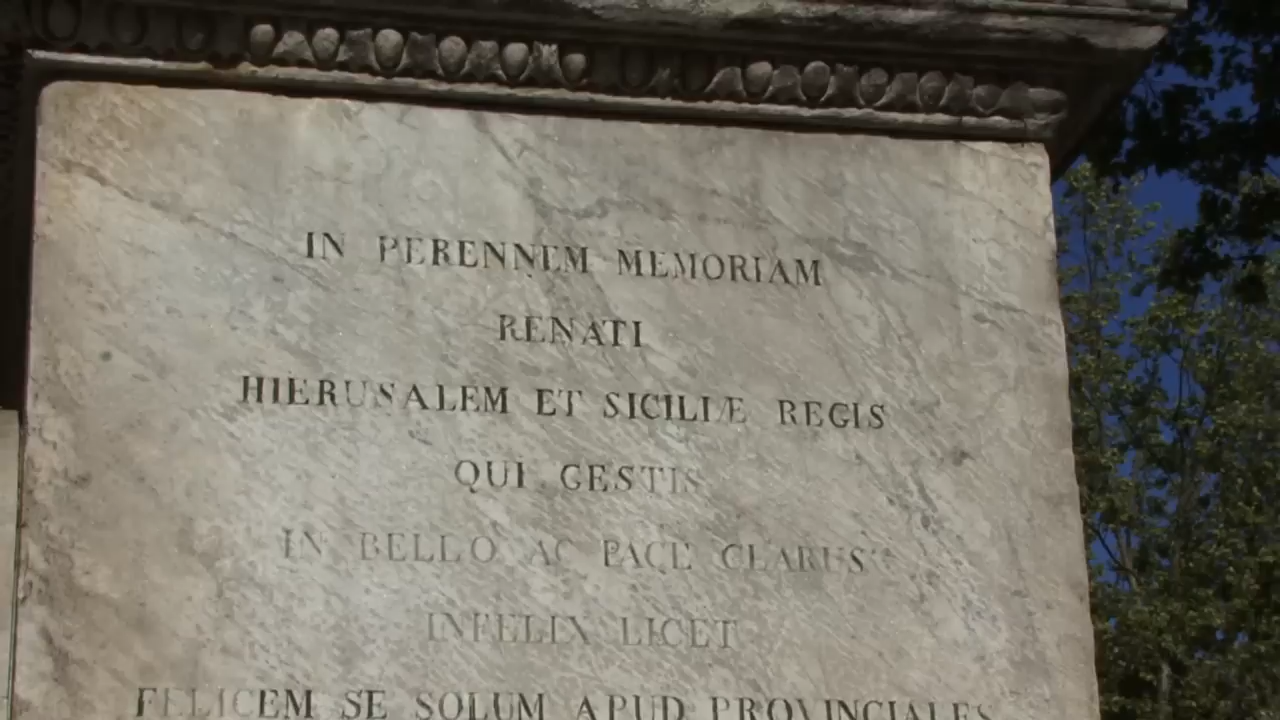 IN PERENNEM MEMORIAM
RENATI
HIERUSALEM ET SICILIÆ REGIS
QUI GESTIS
IN BELLO AC PACE CLARUS
INFELIX LICET
FELICEM SE SOLUM APUD PROVINCIALES